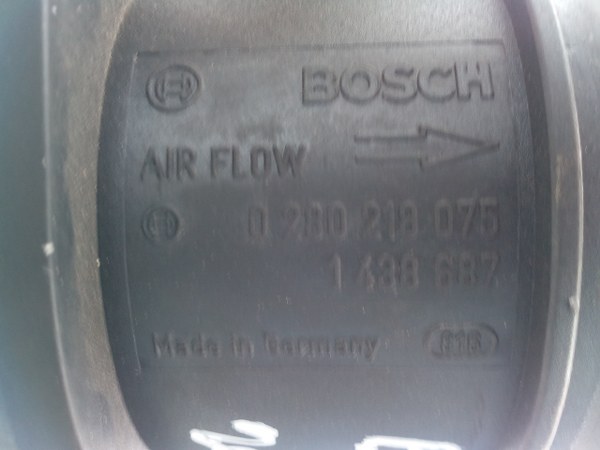 BOSCH
AIR FLOW
0 280 218 075
1 438 687
Made in Germany